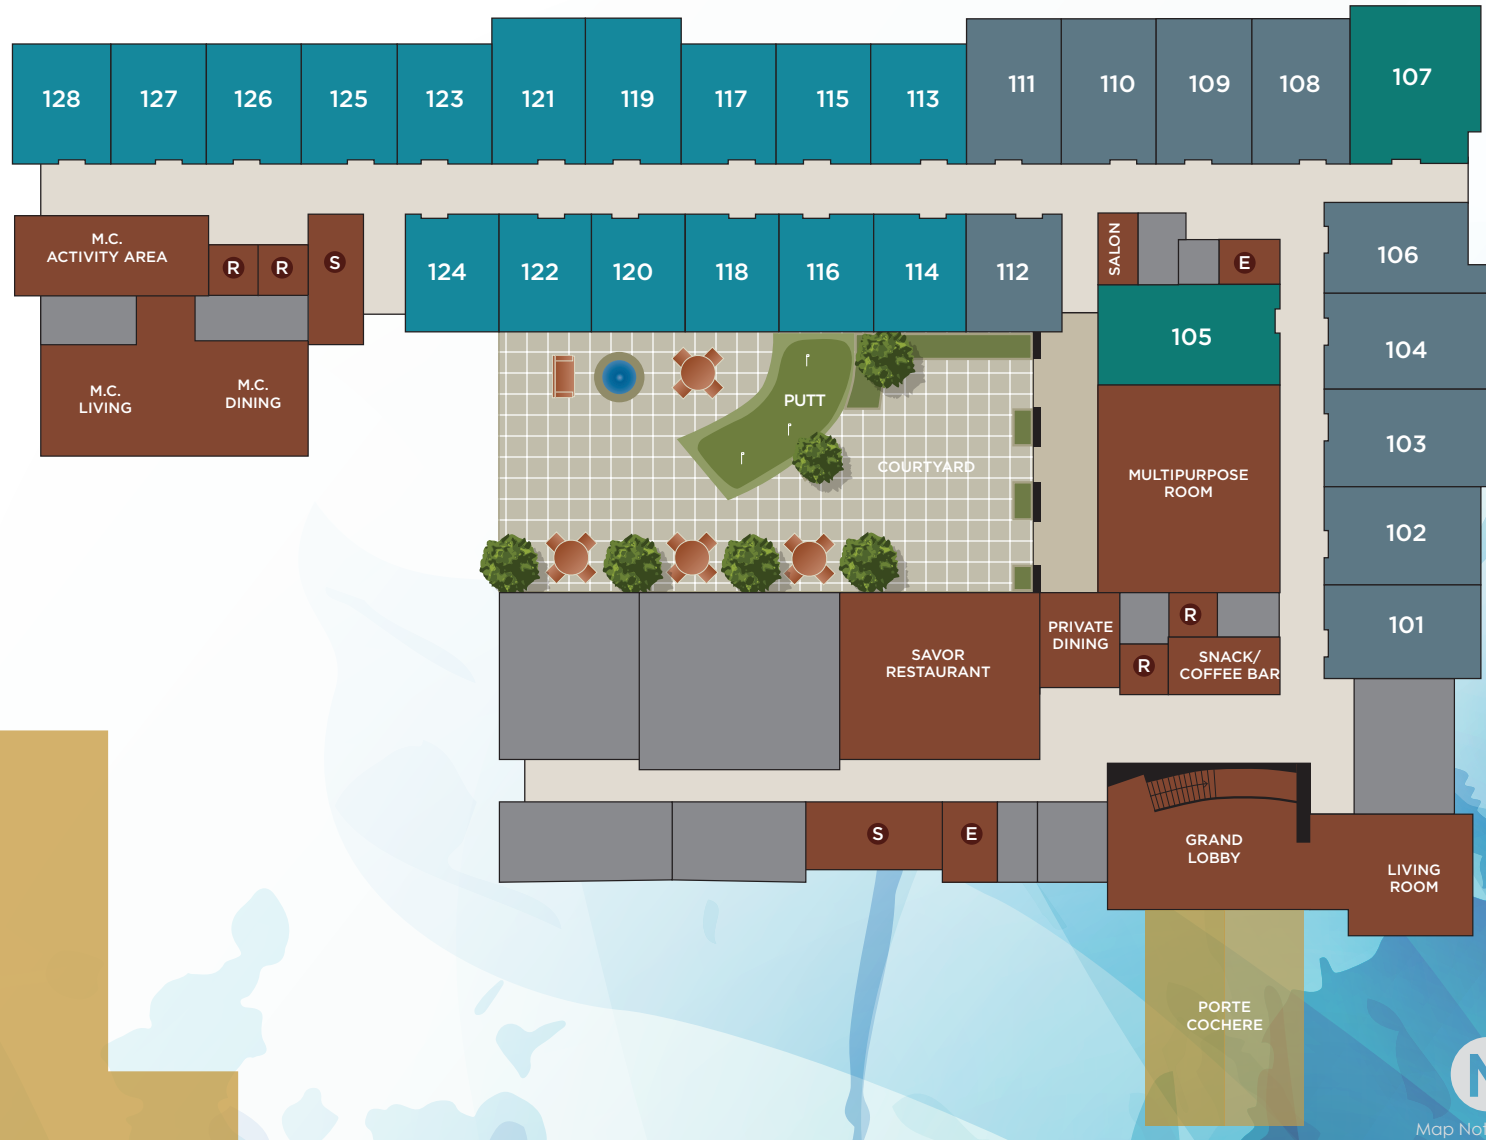 128
127
126
125
123
121
119
117
115
113
111
110
109
108
107
M.C.
ACTIVITY AREA
R
R
S
124
122
120
118
116
114
112
SALON
E
106
105
104
M.C.
LIVING
M.C.
DINING
PUTT
COURTYARD
MULTIPURPOSE
ROOM
103
102
101
SAVOR
RESTAURANT
PRIVATE
DINING
R
R
SNACK/
COFFEE BAR
S
E
GRAND
LOBBY
LIVING
ROOM
PORTE
COCHERE
N
Map Not